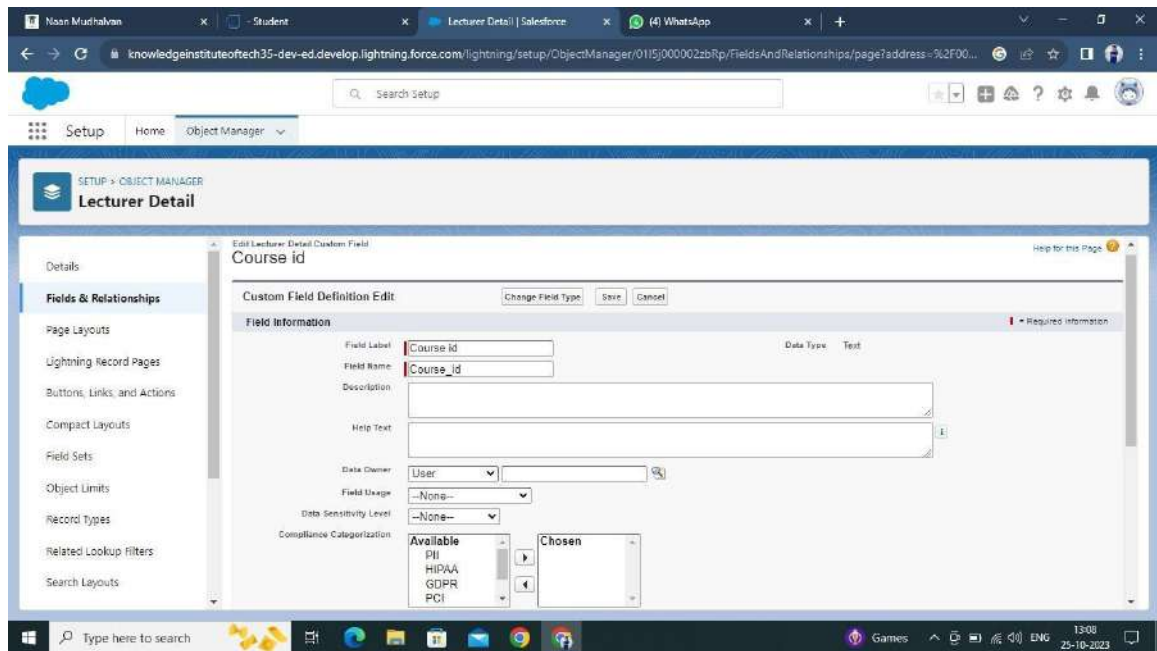 Naan Mudhalvan
- Student
Lecturer Detail | Salesforce
(4) WhatsApp
knowledgeinstituteoftech35-dev-ed.develop.lightning.force.com/lightning/setup/ObjectManager/01I5j000002zbRp/FieldsAndRelationships/page?address=%2F00...
Search Setup
Setup Home Object Manager
SETUP > OBJECT MANAGER
Lecturer Detail
Details
Fields & Relationships
Page Layouts
Lightning Record Pages
Buttons, Links, and Actions
Compact Layouts
Field Sets
Object Limits
Record Types
Related Lookup Filters
Search Layouts
Edit Lecturer Detail Custom Field
Course id
Help for this Page
Custom Field Definition Edit Change Field Type Save Cancel
Field Information = Required Information
Field Label Course id Data Type Text
Field Name Course_id
Description
Help Text i
Data Owner User
Field Usage --None--
Data Sensitivity Level --None--
Compliance Categorization Available Chosen
PII
HIPAA
GDPR
PCI
Type here to search
Games ENG 13:08
25-10-2023